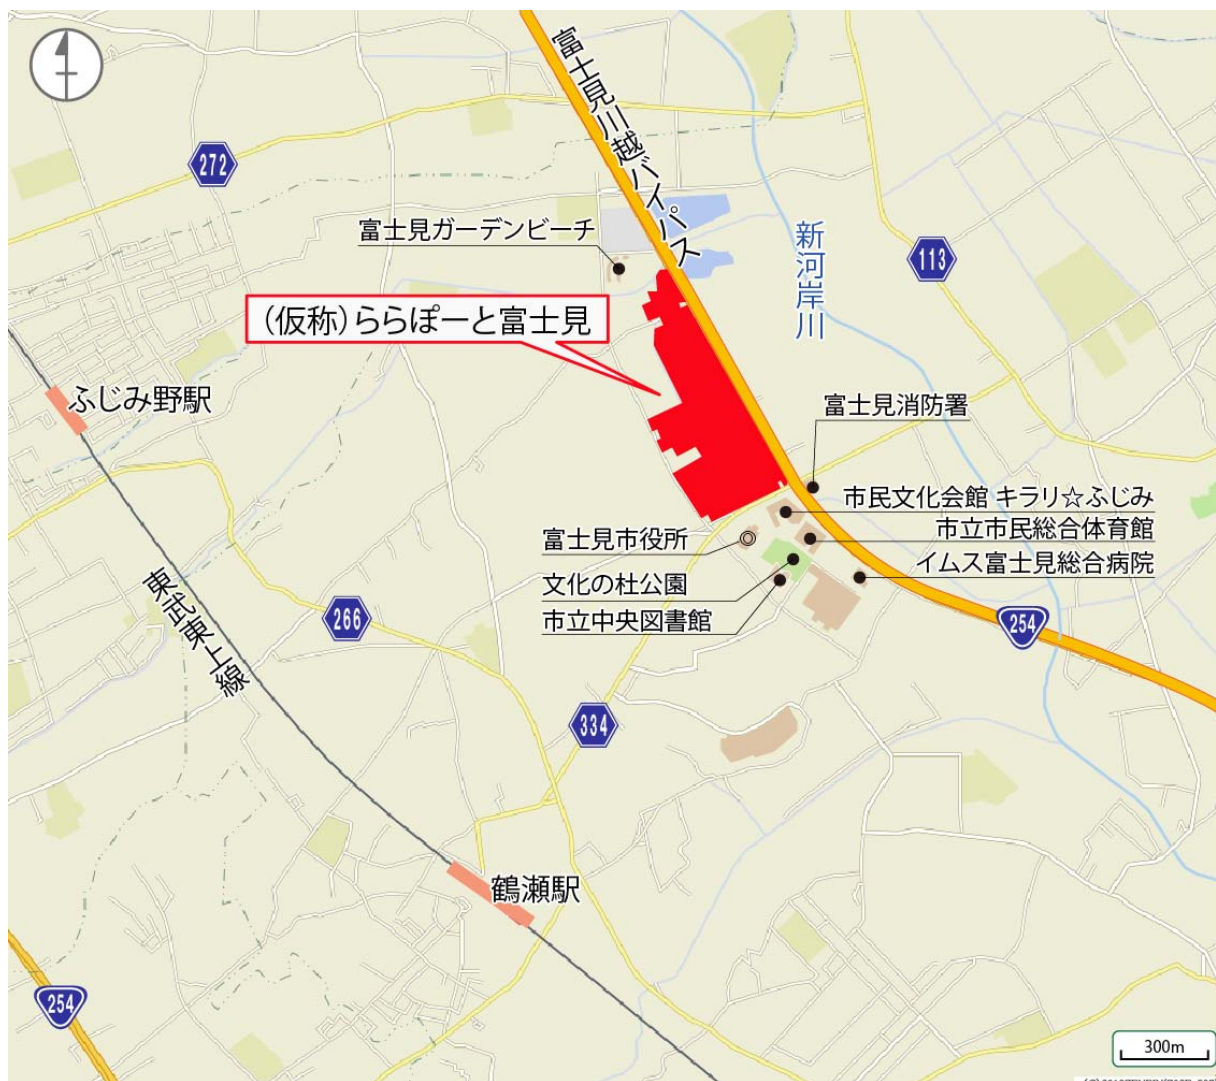 富士見川越バイパス
272
富士見ガーデンビーチ
新河岸川
113
(仮称)ららぽーと富士見
ふじみ野駅
富士見消防署
市民文化会館 キラリ☆ふじみ
市立市民総合体育館
イムス富士見総合病院
富士見市役所
文化の杜公園
市立中央図書館
東武東上線
266
254
334
鶴瀬駅
254
300m